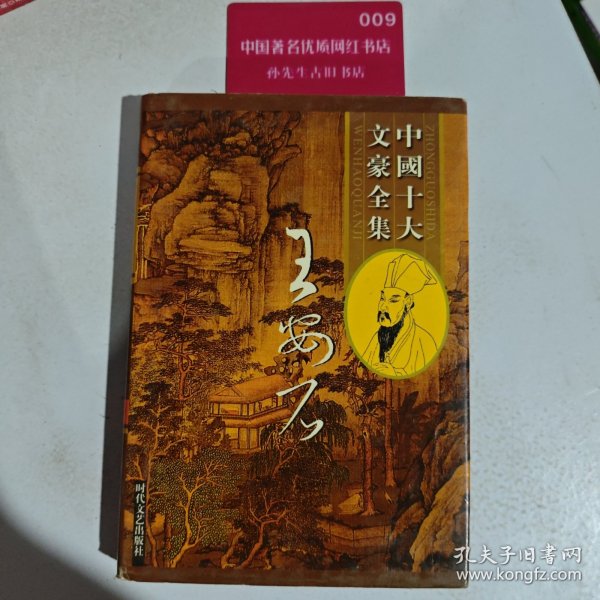 009
中国著名优质网红书店
孙先生古旧书店
中國十大
文豪全集
ZHONGGUOSHIDA
WENHAOQUANJI
王安石
时代文艺出版社
孔夫子旧书网
www.kongfz.com